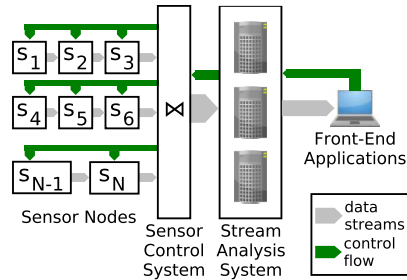 S1 S2 S3
S4 S5 S6
⋈
SN-1 SN
Sensor Nodes
Sensor
Control
System
Stream
Analysis
System
Front-End
Applications
data
streams
control
flow